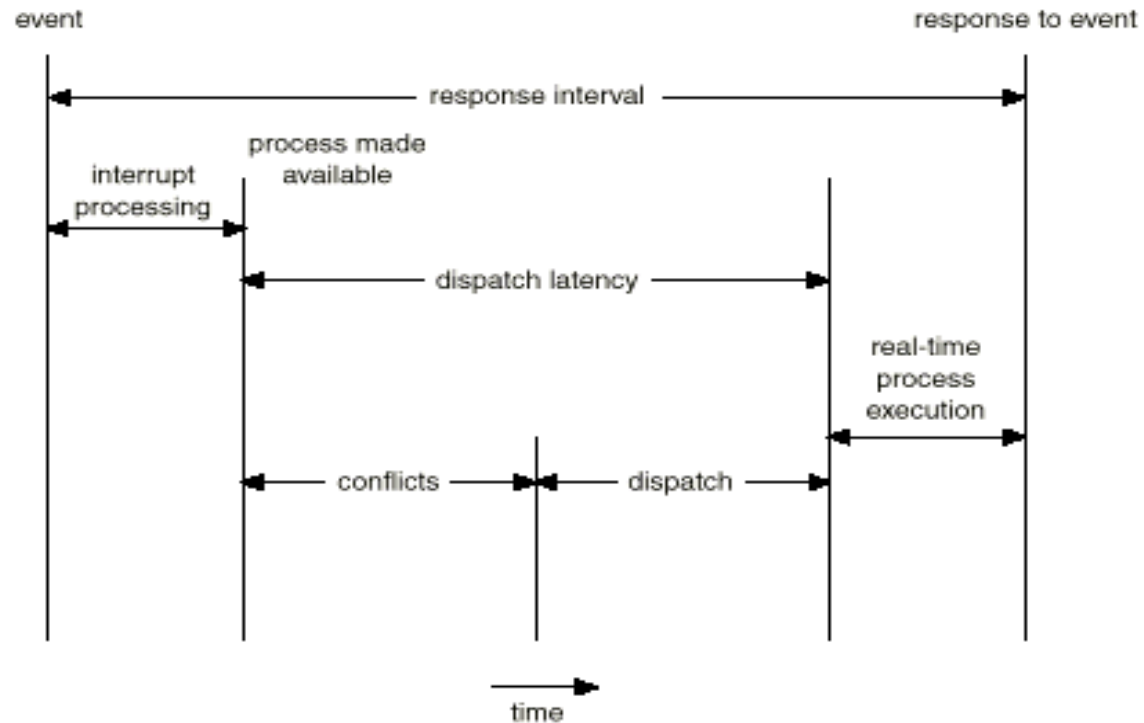 event
response to event
response interval
process made
available
interrupt
processing
dispatch latency
real-time
process
execution
conflicts
dispatch
time